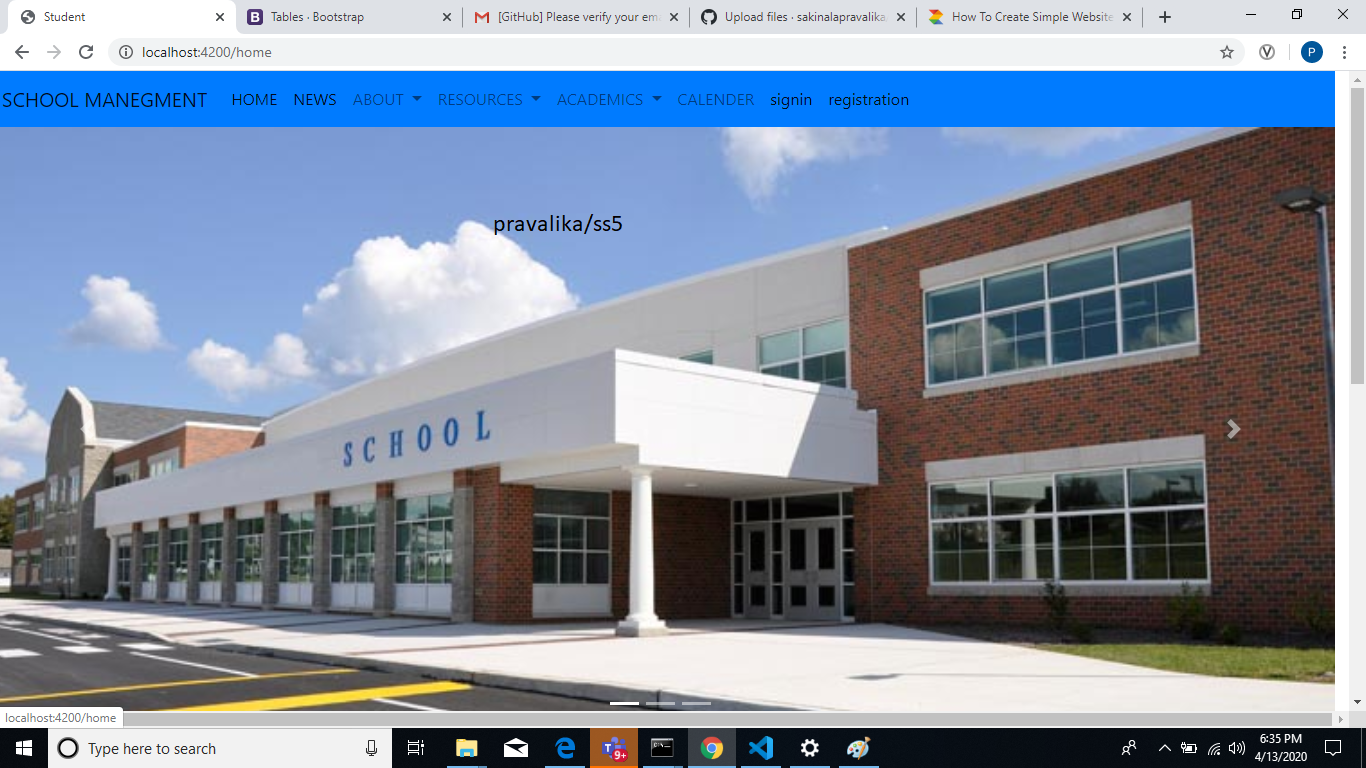 Student
Tables · Bootstrap
[GitHub] Please verify your ema
Upload files · sakinalapravalika
How To Create Simple Website
localhost:4200/home
P
SCHOOL MANEGMENT HOME NEWS ABOUT RESOURCES ACADEMICS CALENDER signin registration
pravalika/ss5
SCHOOL
localhost:4200/home
Type here to search
9+
6:35 PM
4/13/2020